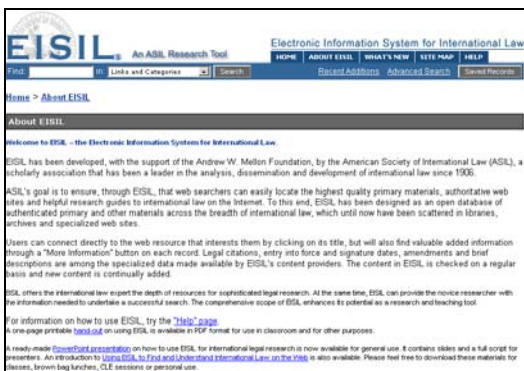 EISIL
An ASIL Research Tool
Electronic Information System for International Law
HOME ABOUT EISIL WHAT'S NEW SITE MAP HELP
Find: In: Links and Categories Search Recent Additions Advanced Search Saved Records
Home > About EISIL
About EISIL
Welcome to EISIL - the Electronic Information System for International Law.
EISIL has been developed, with the support of the Andrew W. Mellon Foundation, by the American Society of International Law (ASIL), a
scholarly association that has been a leader in the analysis, dissemination and development of international law since 1906.
ASIL's goal is to ensure, through EISIL, that web searchers can easily locate the highest quality primary materials, authoritative web
sites and helpful research guides to international law on the Internet. To this end, EISIL has been designed as an open database of
authenticated primary and other materials across the breadth of international law, which until now have been scattered in libraries,
archives and specialized web sites.
Users can connect directly to the web resource that interests them by clicking on its title, but will also find valuable added information
through a "More Information" button on each record. Legal citations, entry into force and signature dates, amendments and brief
descriptions are among the specialized data made available by EISIL's content providers. The content in EISIL is checked on a regular
basis and new content is continually added.
EISIL offers the international law expert the depth of resources for sophisticated legal research. At the same time, EISIL can provide the novice researcher with
the information needed to undertake a successful search. The comprehensive scope of EISIL enhances its potential as a research and teaching tool.
For information on how to use EISIL, try the "Help" page.
A one-page printable hand-out on using EISIL is available in PDF format for use in classroom and for other purposes.
A ready-made PowerPoint presentation on how to use EISIL for international legal research is now available for general use. It contains slides and a full script for
presenters. An introduction to Using EISIL to Find and Understand International Law on the Web is also available. Please feel free to download these materials for
classes, brown bag lunches, CLE sessions or personal use.